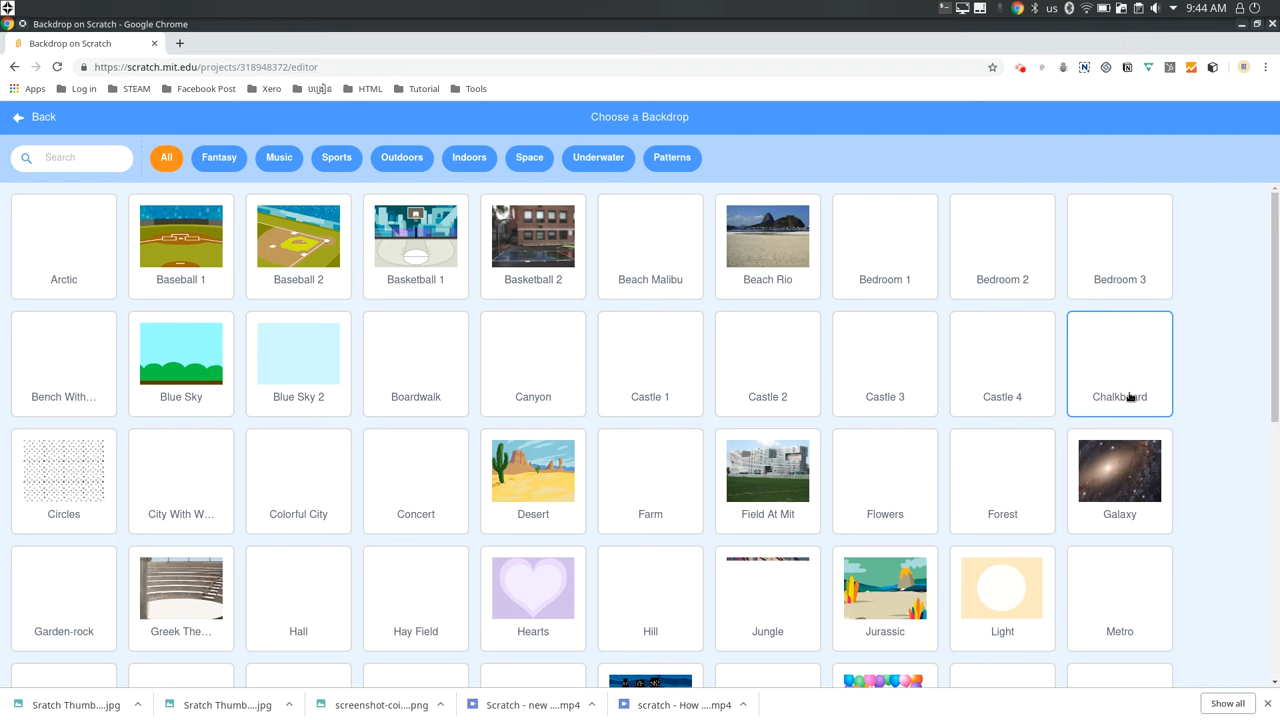 us 9:44 AM
Backdrop on Scratch - Google Chrome
Backdrop on Scratch
https://scratch.mit.edu/projects/318948372/editor
Apps Log in STEAM Facebook Post Xero HTML Tutorial Tools
Back Choose a Backdrop
Search All Fantasy Music Sports Outdoors Indoors Space Underwater Patterns
Arctic Baseball 1 Baseball 2 Basketball 1 Basketball 2 Beach Malibu Beach Rio Bedroom 1 Bedroom 2 Bedroom 3
Bench With... Blue Sky Blue Sky 2 Boardwalk Canyon Castle 1 Castle 2 Castle 3 Castle 4 Chalkboard
Circles City With W... Colorful City Concert Desert Farm Field At Mit Flowers Forest Galaxy
Garden-rock Greek The... Hall Hay Field Hearts Hill Jungle Jurassic Light Metro
Sratch Thumb....jpg Sratch Thumb....jpg screenshot-coi....png Scratch - new ....mp4 scratch - How ....mp4 Show all